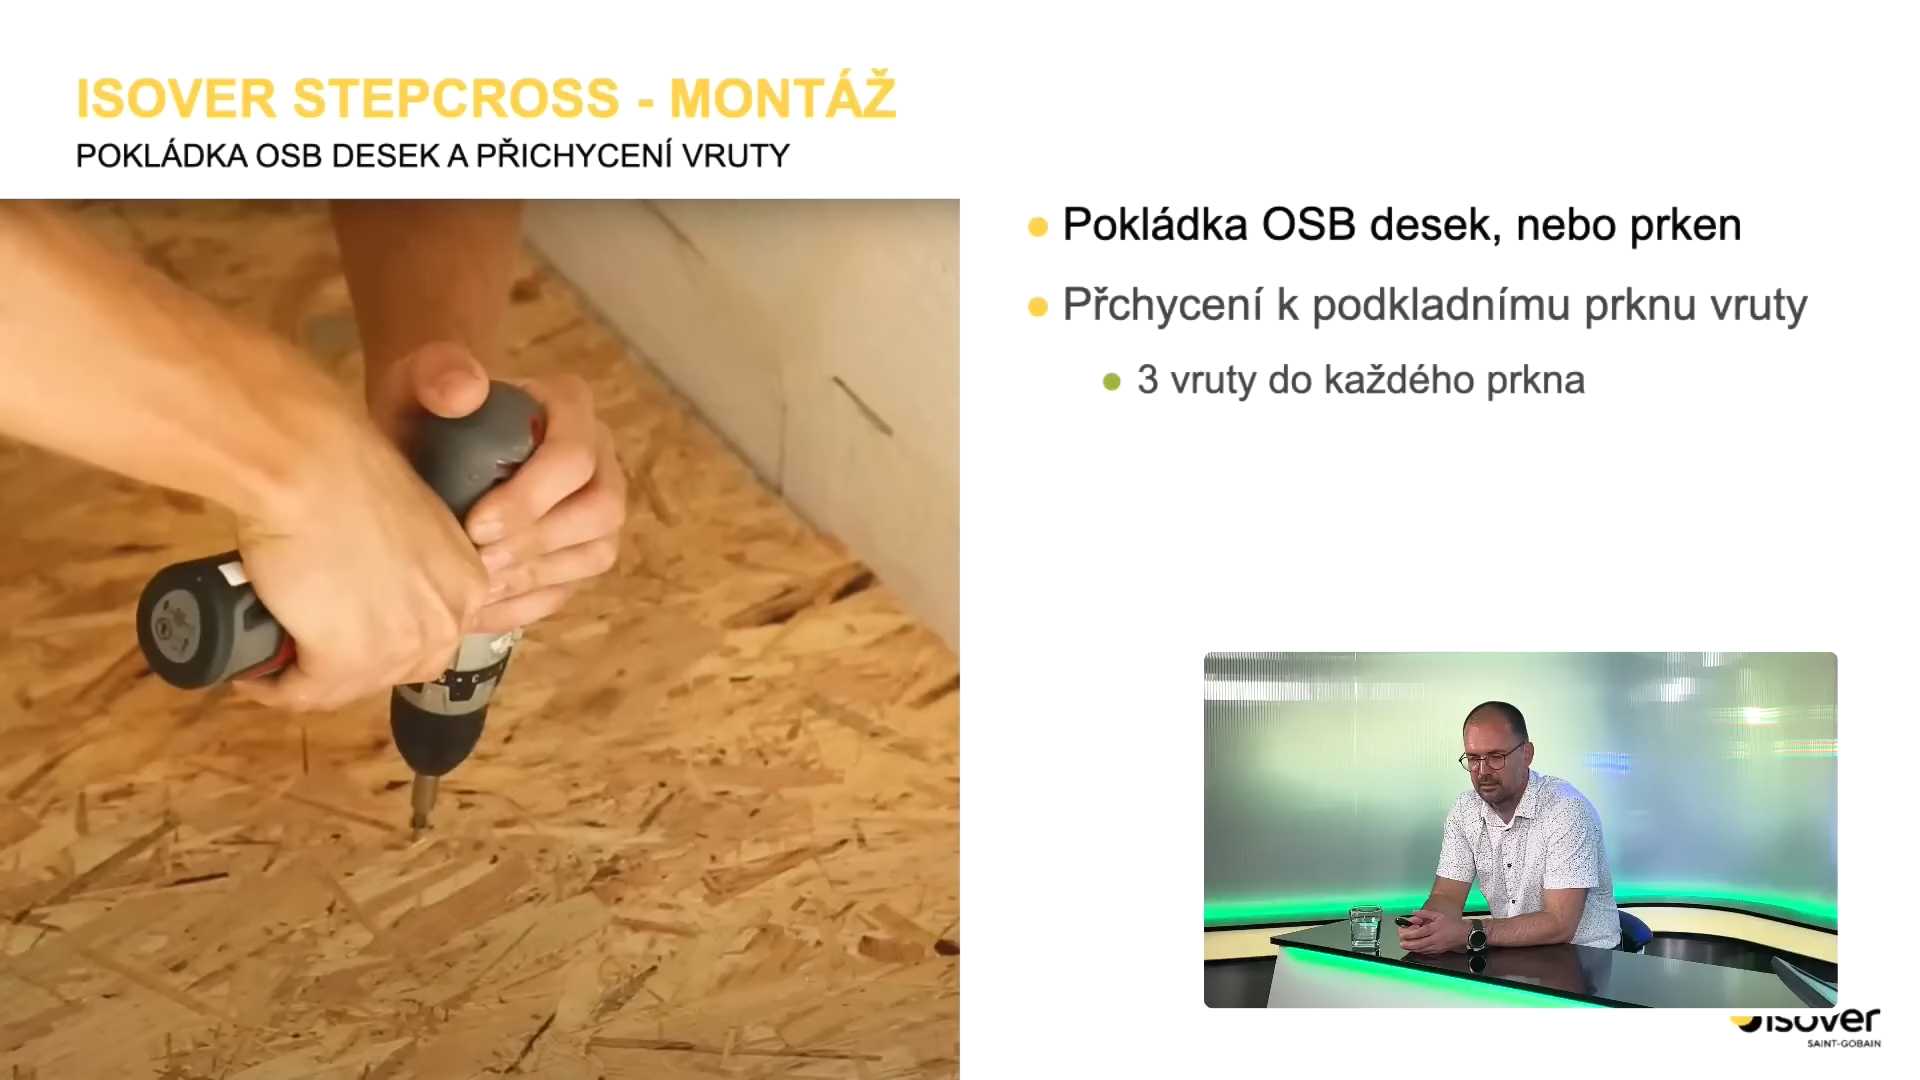 ISOVER STEPCROSS - MONTÁŽ
POKLÁDKA OSB DESEK A PŘICHYCENÍ VRUTY
Pokládka OSB desek, nebo prken
Přchycení k podkladnímu prknu vruty
3 vruty do každého prkna
isover
SAINT-GOBAIN